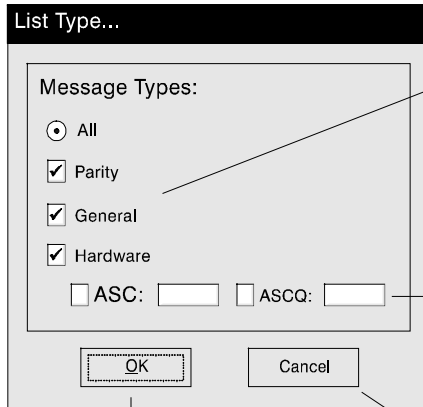 List Type...
Message Types:
All
Parity
General
Hardware
ASC: ASCQ:
OK Cancel